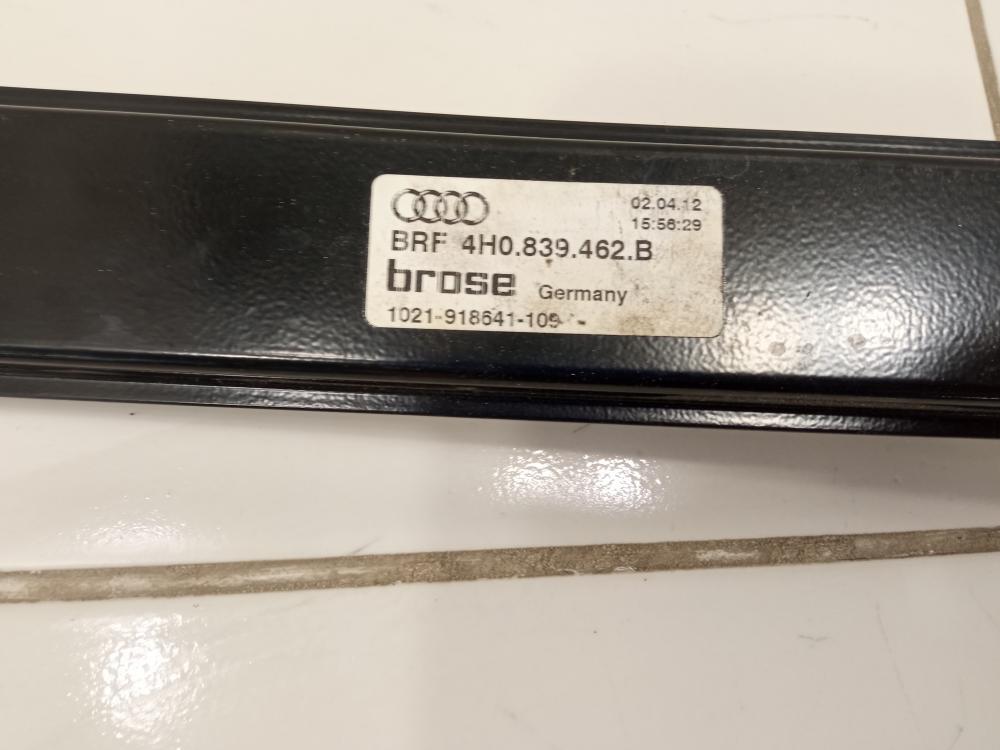 02.04.12
15:56:29
BRF 4H0.839.462.B
brose Germany
1021-918641-109 -